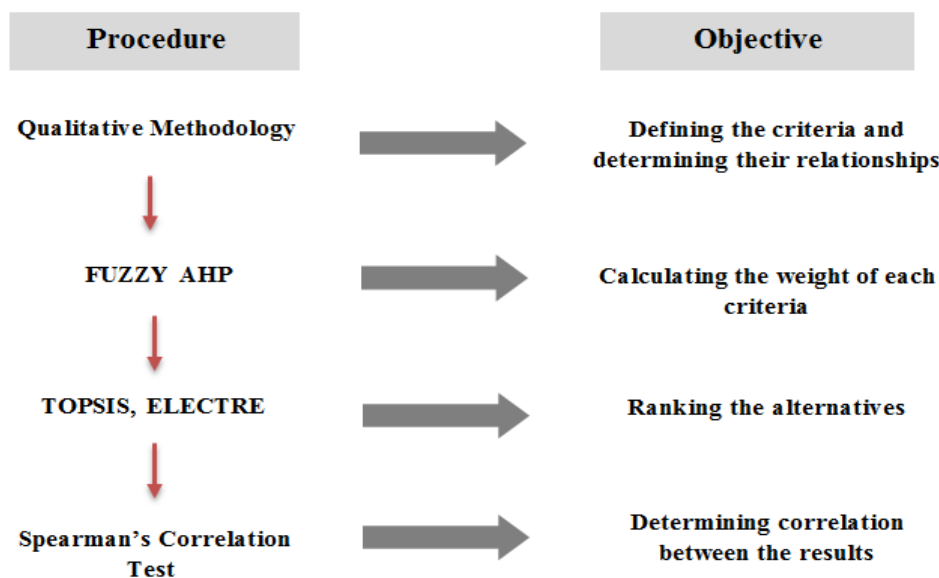 Procedure
Objective
Qualitative Methodology
Defining the criteria and
determining their relationships
FUZZY AHP
Calculating the weight of each
criteria
TOPSIS, ELECTRE
Ranking the alternatives
Spearman’s Correlation
Test
Determining correlation
between the results